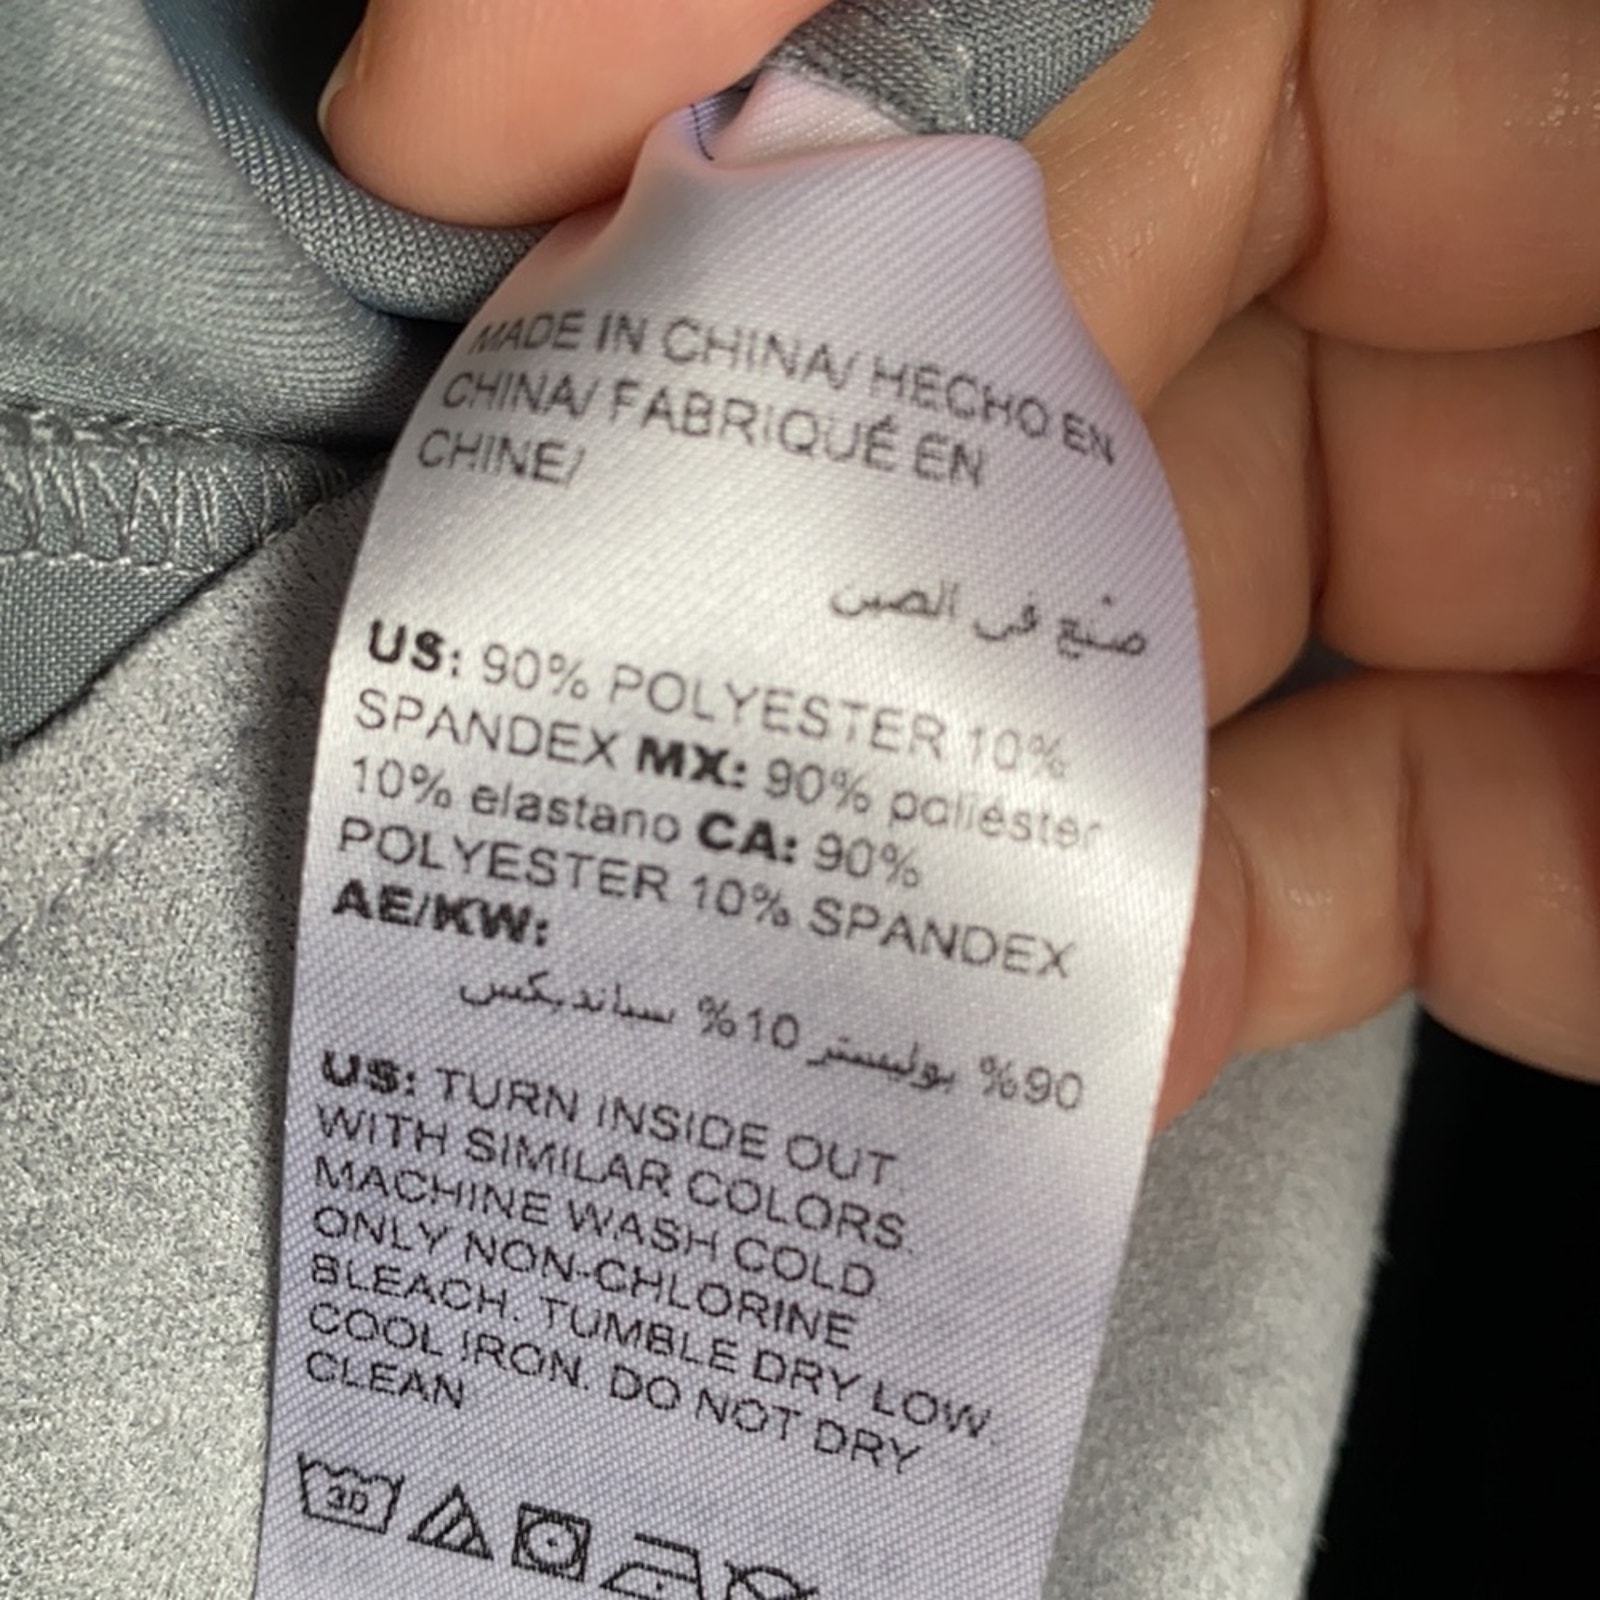 MADE IN CHINA/ HECHO EN
CHINA/ FABRIQUÉ EN
CHINE/
صنع في الصين
US: 90% POLYESTER 10%
SPANDEX MX: 90% poliéster
10% elastano CA: 90%
POLYESTER 10% SPANDEX
AE/KW:
%90 بوليستر 10% سبانديكس
US: TURN INSIDE OUT.
WITH SIMILAR COLORS.
MACHINE WASH COLD
ONLY NON-CHLORINE
BLEACH. TUMBLE DRY LOW.
COOL IRON. DO NOT DRY
CLEAN
30